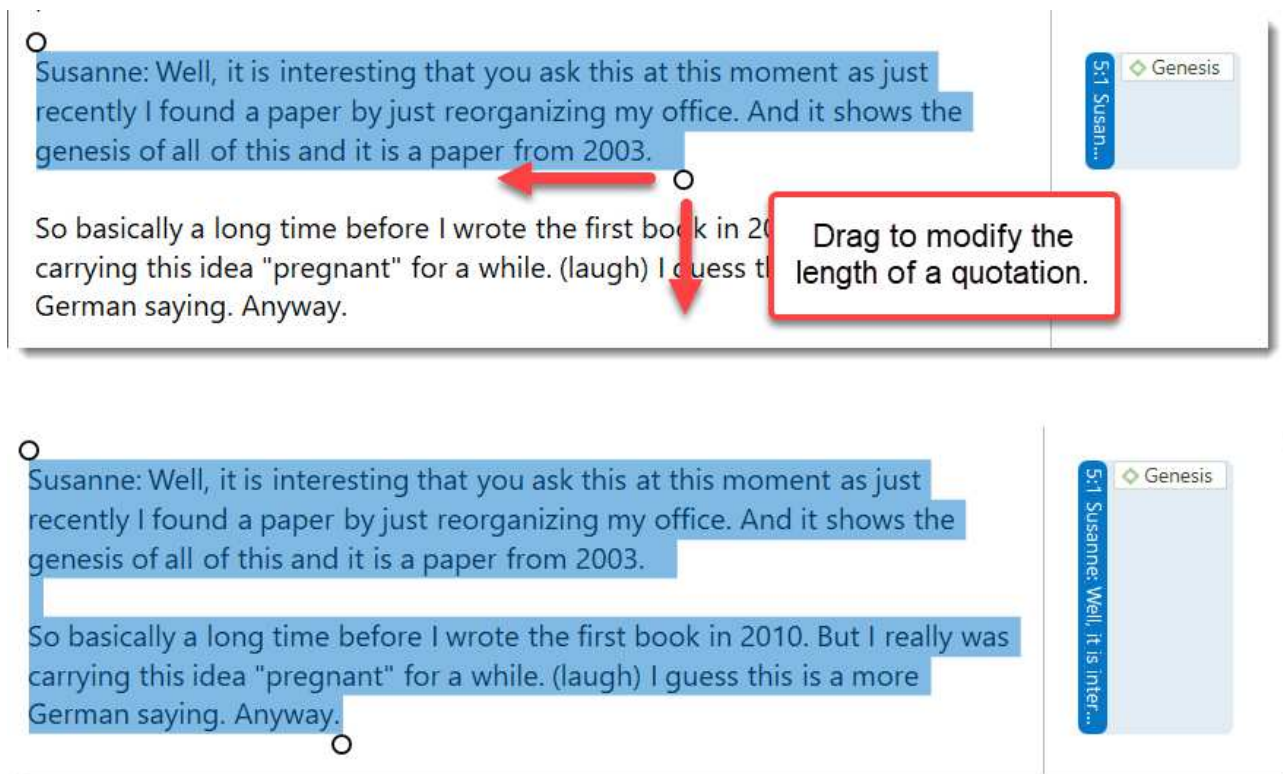 Susanne: Well, it is interesting that you ask this at this moment as just
recently I found a paper by just reorganizing my office. And it shows the
genesis of all of this and it is a paper from 2003.
So basically a long time before I wrote the first book in
carrying this idea "pregnant" for a while. (laugh) I guess
German saying. Anyway.
Drag to modify the
length of a quotation.
5:1 Susan...
Genesis
Susanne: Well, it is interesting that you ask this at this moment as just
recently I found a paper by just reorganizing my office. And it shows the
genesis of all of this and it is a paper from 2003.
So basically a long time before I wrote the first book in 2010. But I really was
carrying this idea "pregnant" for a while. (laugh) I guess this is a more
German saying. Anyway.
5:1 Susanne: Well, it is inter...
Genesis